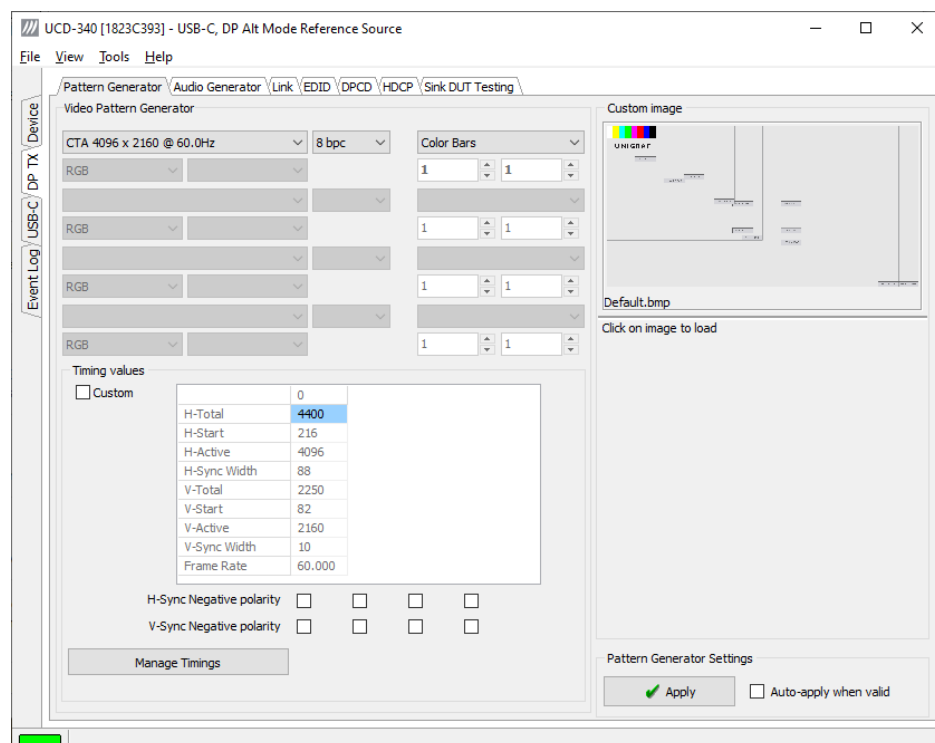 UCD-340 [1823C393] - USB-C, DP Alt Mode Reference Source
File View Tools Help
Pattern Generator Audio Generator Link EDID DPCD HDCP Sink DUT Testing
Device
DP TX
USB-C
Event Log
Video Pattern Generator
CTA 4096 x 2160 @ 60.0Hz 8 bpc Color Bars
RGB 1 1
RGB 1 1
RGB 1 1
RGB 1 1
Timing values
Custom
0
H-Total 4400
H-Start 216
H-Active 4096
H-Sync Width 88
V-Total 2250
V-Start 82
V-Active 2160
V-Sync Width 10
Frame Rate 60.000
H-Sync Negative polarity
V-Sync Negative polarity
Manage Timings
Custom image
UNIGRAF
Default.bmp
Click on image to load
Pattern Generator Settings
Apply Auto-apply when valid